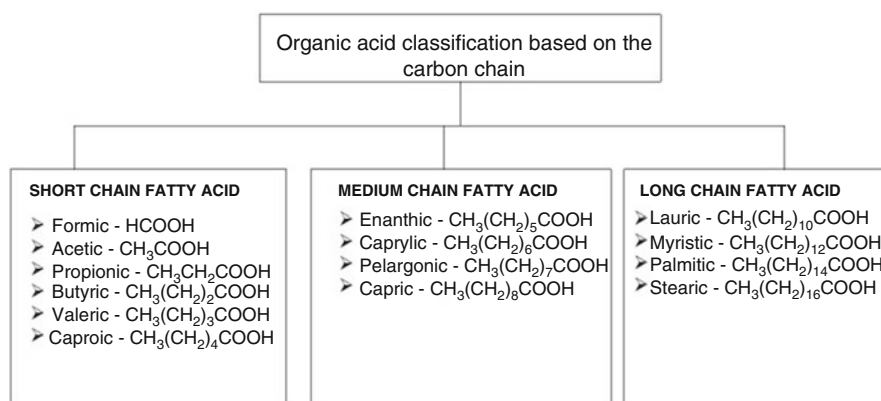 Organic acid classification based on the
carbon chain
SHORT CHAIN FATTY ACID
➢ Formic - HCOOH
➢ Acetic - CH₃COOH
➢ Propionic - CH₃CH₂COOH
➢ Butyric - CH₃(CH₂)₂COOH
➢ Valeric - CH₃(CH₂)₃COOH
➢ Caproic - CH₃(CH₂)₄COOH
MEDIUM CHAIN FATTY ACID
➢ Enanthic - CH₃(CH₂)₅COOH
➢ Caprylic - CH₃(CH₂)₆COOH
➢ Pelargonic - CH₃(CH₂)₇COOH
➢ Capric - CH₃(CH₂)₈COOH
LONG CHAIN FATTY ACID
➢ Lauric - CH₃(CH₂)₁₀COOH
➢ Myristic - CH₃(CH₂)₁₂COOH
➢ Palmitic - CH₃(CH₂)₁₄COOH
➢ Stearic - CH₃(CH₂)₁₆COOH